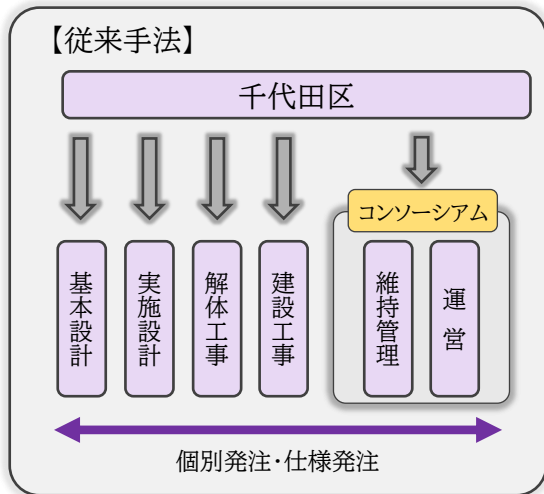 【従来手法】
千代田区
コンソーシアム
基本設計
実施設計
解体工事
建設工事
維持管理
運営
個別発注・仕様発注